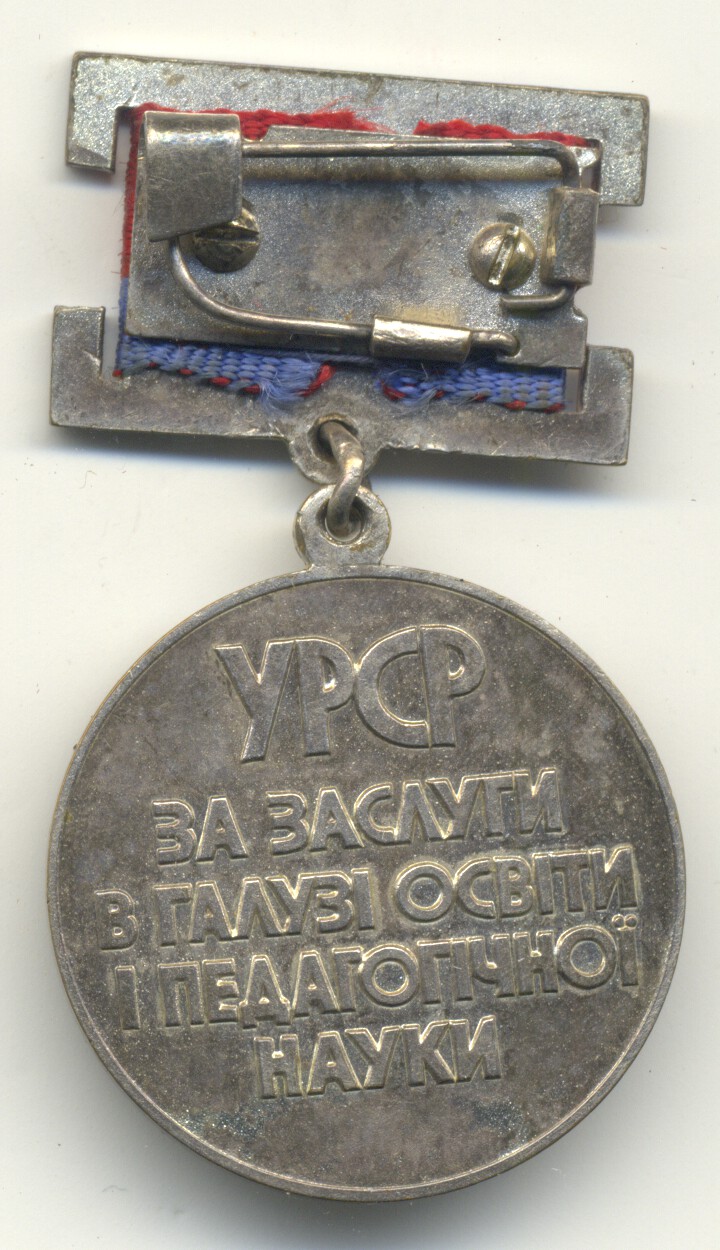 УРСР
ЗА ЗАСЛУГИ
В ГАЛУЗІ ОСВІТИ
І ПЕДАГОГІЧНОЇ
НАУКИ